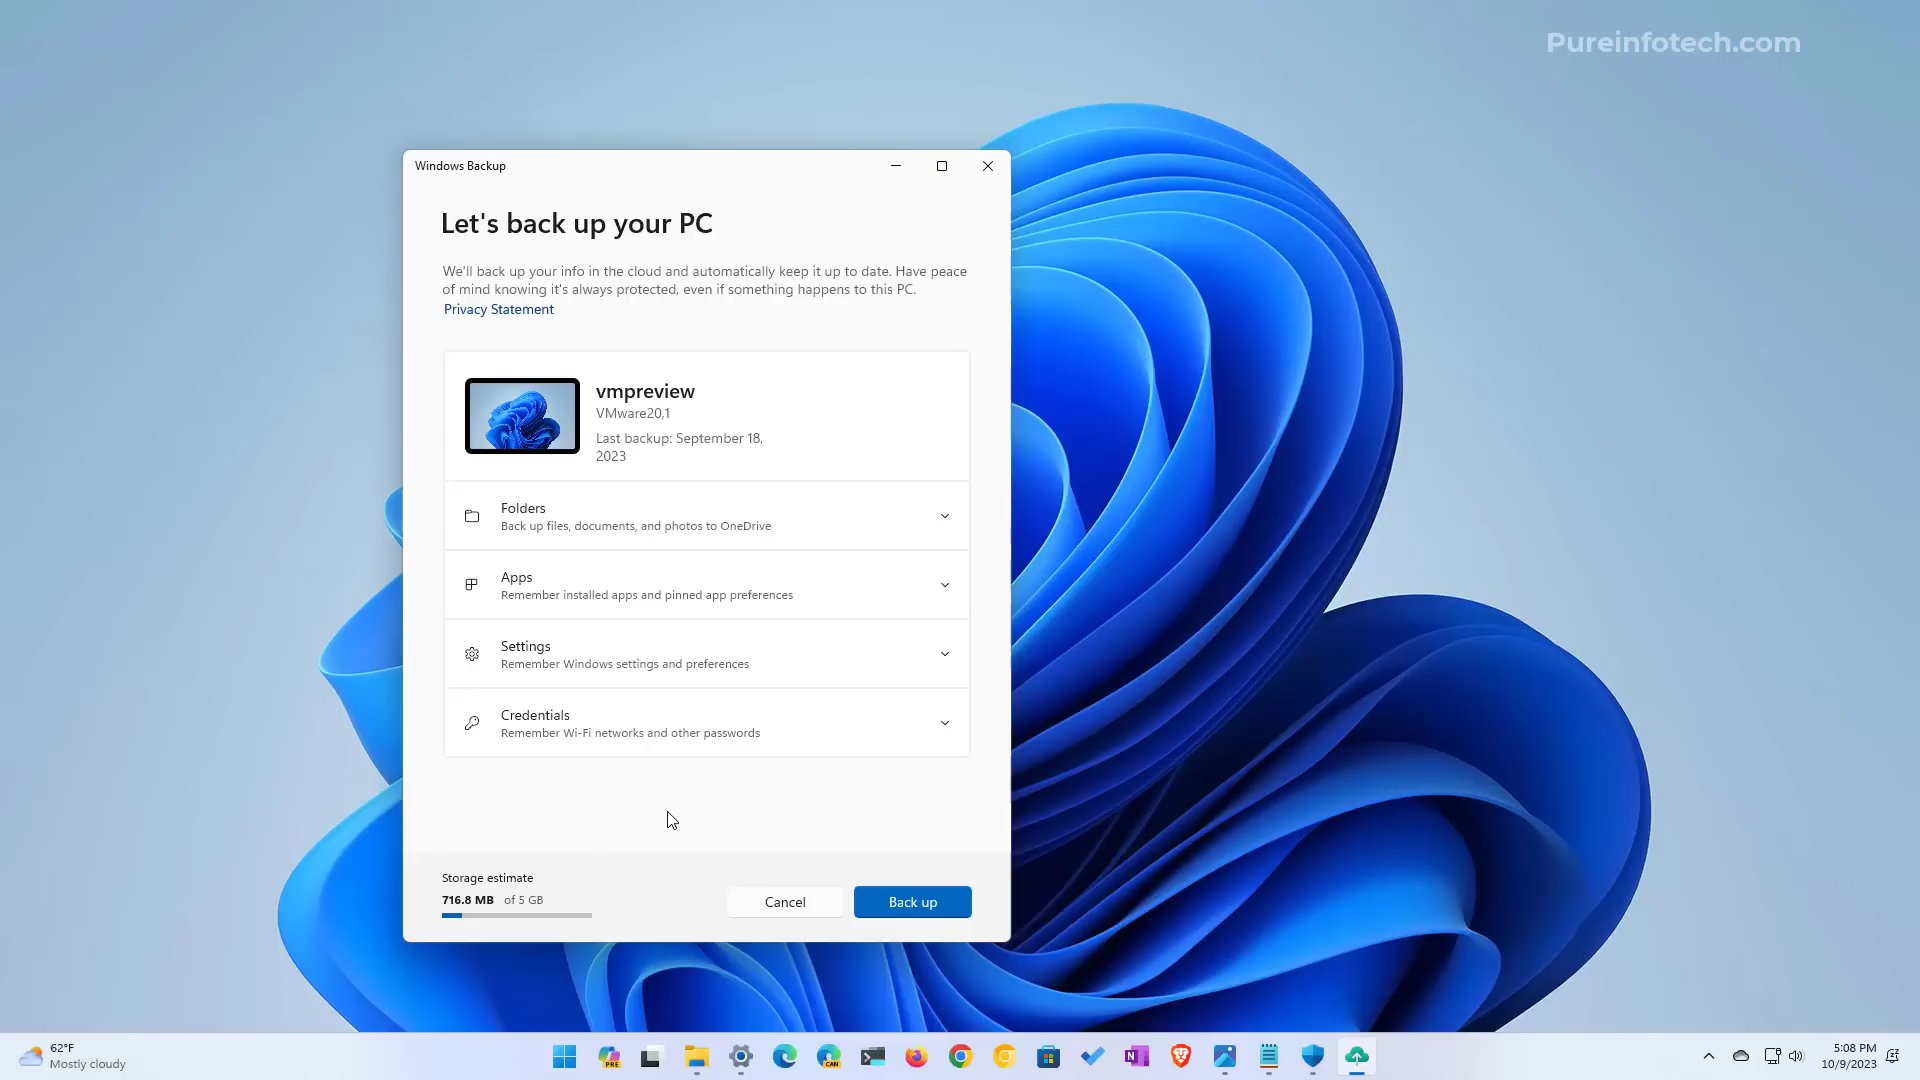 Pureinfotech.com
Windows Backup
Let's back up your PC
We'll back up your info in the cloud and automatically keep it up to date. Have peace
of mind knowing it's always protected, even if something happens to this PC.
Privacy Statement
vmpreview
VMware20,1
Last backup: September 18,
2023
Folders
Back up files, documents, and photos to OneDrive
Apps
Remember installed apps and pinned app preferences
Settings
Remember Windows settings and preferences
Credentials
Remember Wi-Fi networks and other passwords
Storage estimate
716.8 MB of 5 GB
Cancel
Back up
62°F
Mostly cloudy
PRE
CAN
N
5:08 PM
10/9/2023